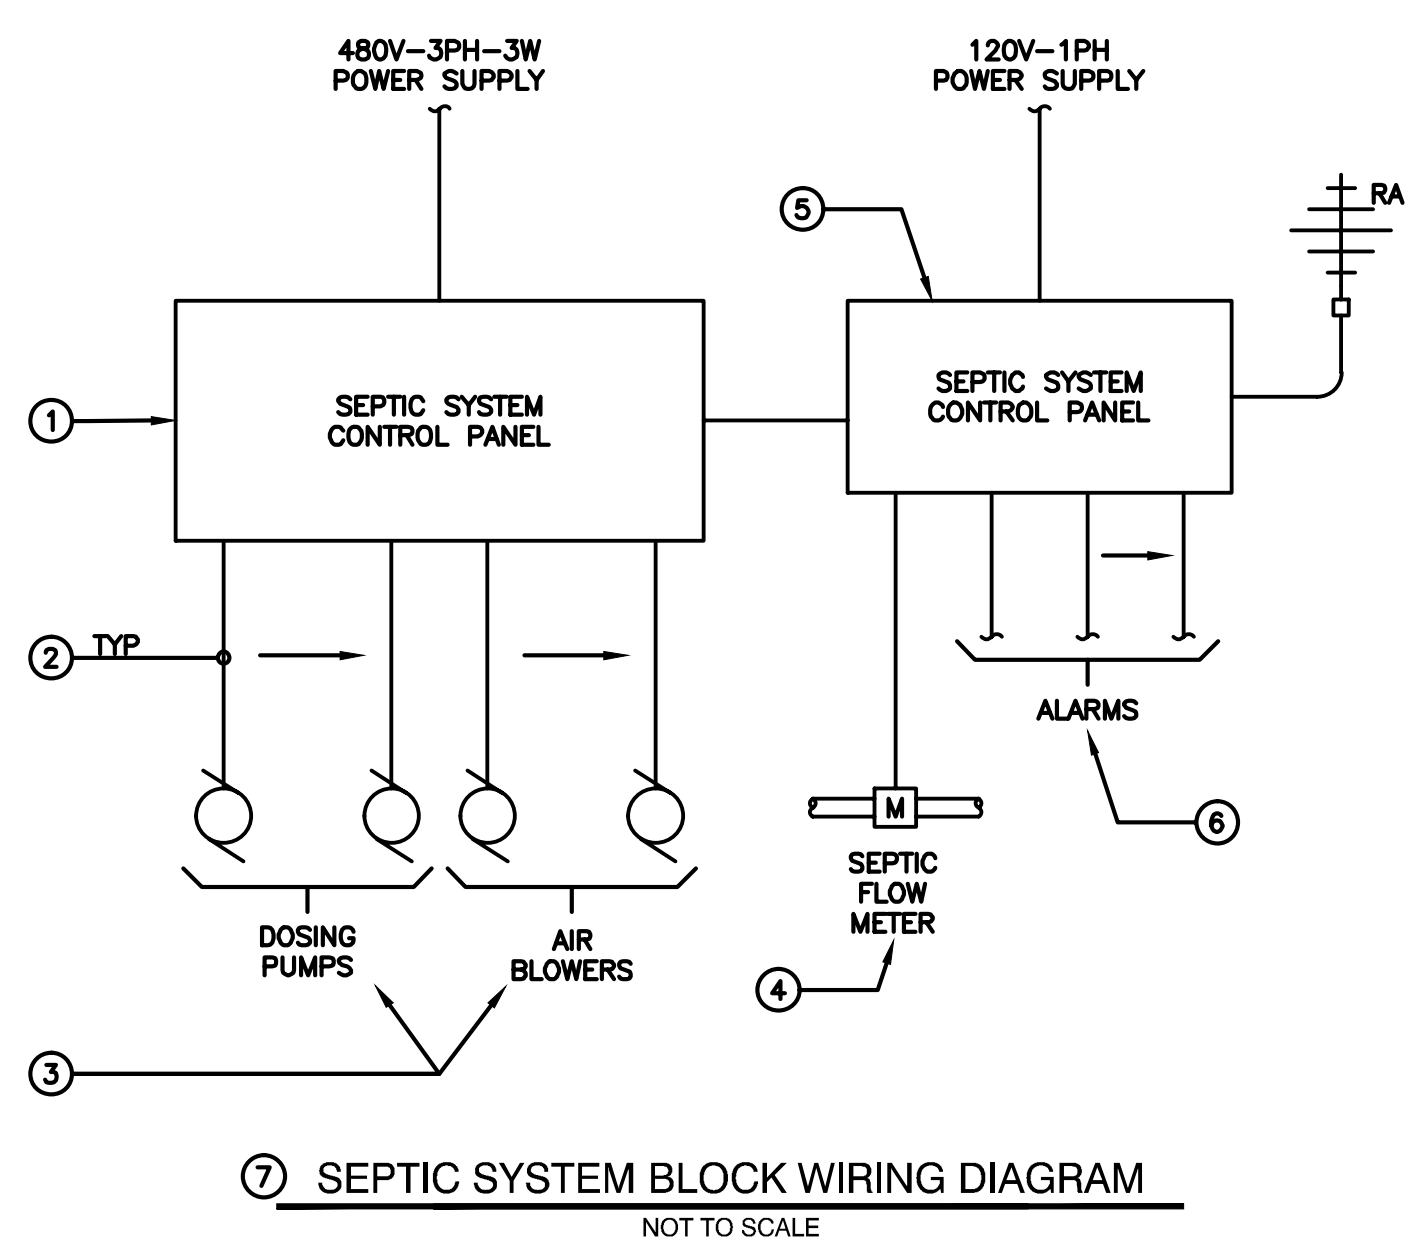 480V-3PH-3W
POWER SUPPLY
120V-1PH
POWER SUPPLY
RA
5
1
SEPTIC SYSTEM
CONTROL PANEL
SEPTIC SYSTEM
CONTROL PANEL
2
TYP
ALARMS
M
6
SEPTIC
FLOW
METER
DOSING
PUMPS
AIR
BLOWERS
4
3
7 SEPTIC SYSTEM BLOCK WIRING DIAGRAM
NOT TO SCALE